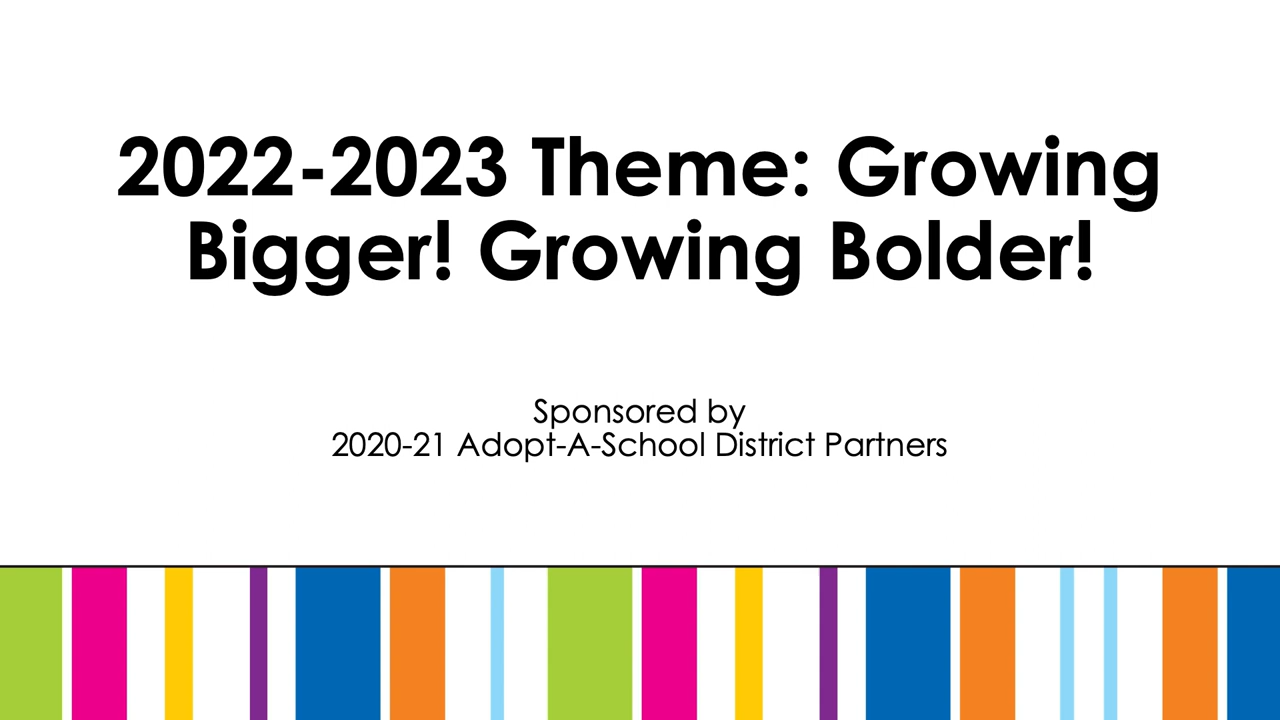 2022-2023 Theme: Growing
Bigger! Growing Bolder!
Sponsored by
2020-21 Adopt-A-School District Partners